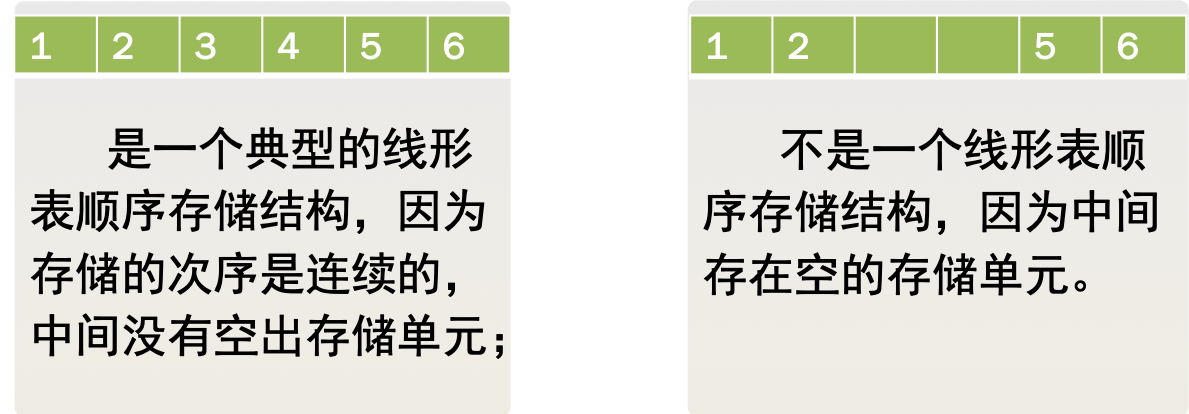 1 2 3 4 5 6
是一个典型的线形
表顺序存储结构，因为
存储的次序是连续的，
中间没有空出存储单元；
1 2 5 6
不是一个线形表顺
序存储结构，因为中间
存在空的存储单元。